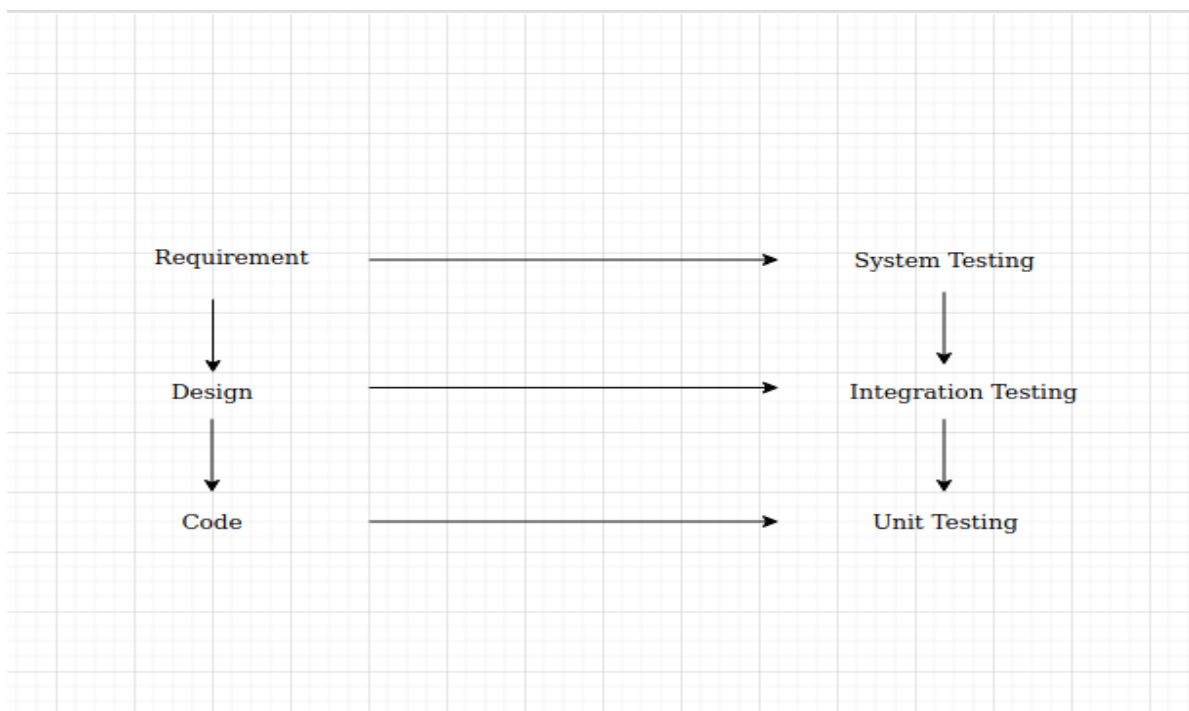 Requirement
System Testing
Design
Integration Testing
Code
Unit Testing